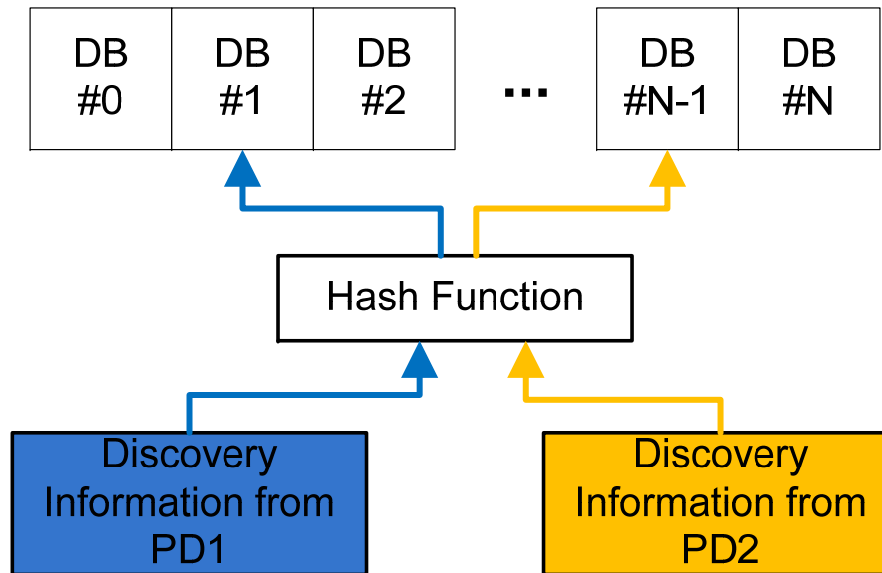 DB DB DB DB DB
#0 #1 #2 ... #N-1 #N
Hash Function
Discovery
Information from
PD1
Discovery
Information from
PD2